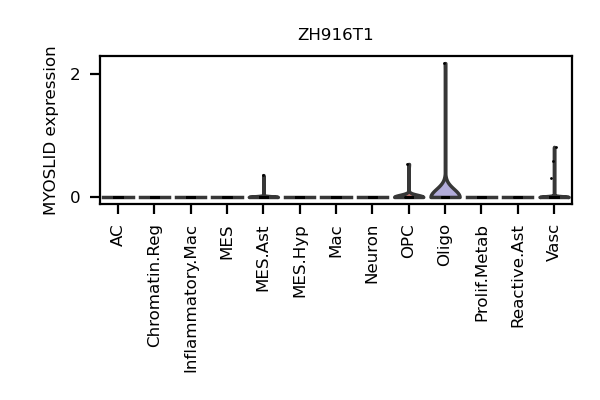 ZH916T1
MYOSLID expression
2
0
AC
Chromatin.Reg
Inflammatory.Mac
MES
MES.Ast
MES.Hyp
Mac
Neuron
OPC
Oligo
Prolif.Metab
Reactive.Ast
Vasc